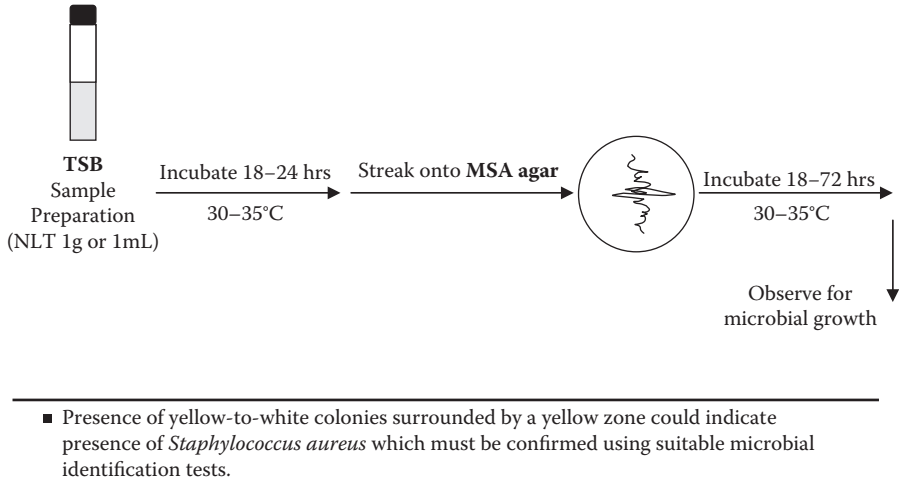 TSB
Sample
Preparation
(NLT 1g or 1mL)
Incubate 18–24 hrs
30–35°C
Streak onto MSA agar
Incubate 18–72 hrs
30–35°C
Observe for
microbial growth
■ Presence of yellow-to-white colonies surrounded by a yellow zone could indicate
presence of Staphylococcus aureus which must be confirmed using suitable microbial
identification tests.